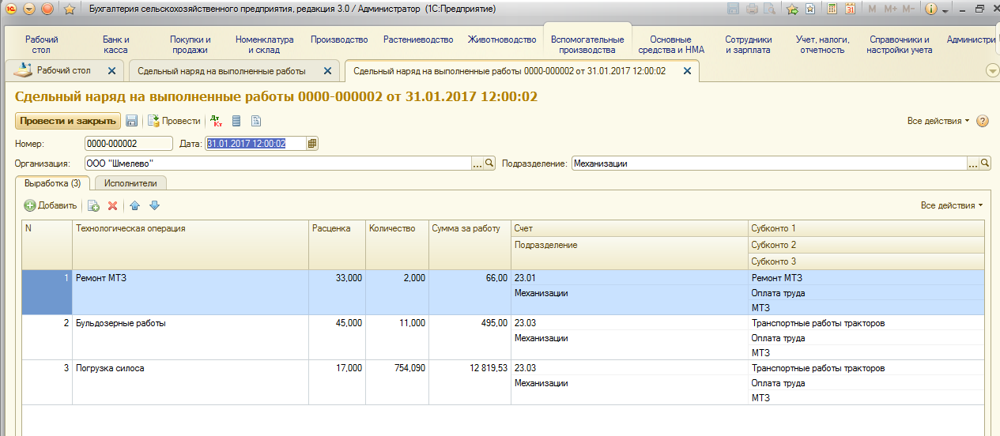 Бухгалтерия сельскохозяйственного предприятия, редакция 3.0 / Администратор (1С:Предприятие)
M M+ M−
Рабочий стол
Банк и касса
Покупки и продажи
Номенклатура и склад
Производство
Растениеводство
Животноводство
Вспомогательные производства
Основные средства и НМА
Сотрудники и зарплата
Учет, налоги, отчетность
Справочники и настройки учета
Администри
Рабочий стол
Сдельный наряд на выполненные работы
Сдельный наряд на выполненные работы 0000-000002 от 31.01.2017 12:00:02
Сдельный наряд на выполненные работы 0000-000002 от 31.01.2017 12:00:02
Провести и закрыть
Провести
Дт Кт
Все действия
Номер: 0000-000002 Дата: 31.01.2017 12:00:02
Организация: ООО "Шмелево" ... Подразделение: Механизации ...
Выработка (3) Исполнители
Добавить
Все действия
N Технологическая операция Расценка Количество Сумма за работу Счет Субконто 1
Подразделение Субконто 2
Субконто 3
1 Ремонт МТЗ 33,000 2,000 66,00 23.01 Ремонт МТЗ
Механизации Оплата труда
МТЗ
2 Бульдозерные работы 45,000 11,000 495,00 23.03 Транспортные работы тракторов
Механизации Оплата труда
МТЗ
3 Погрузка силоса 17,000 754,090 12 819,53 23.03 Транспортные работы тракторов
Механизации Оплата труда
МТЗ